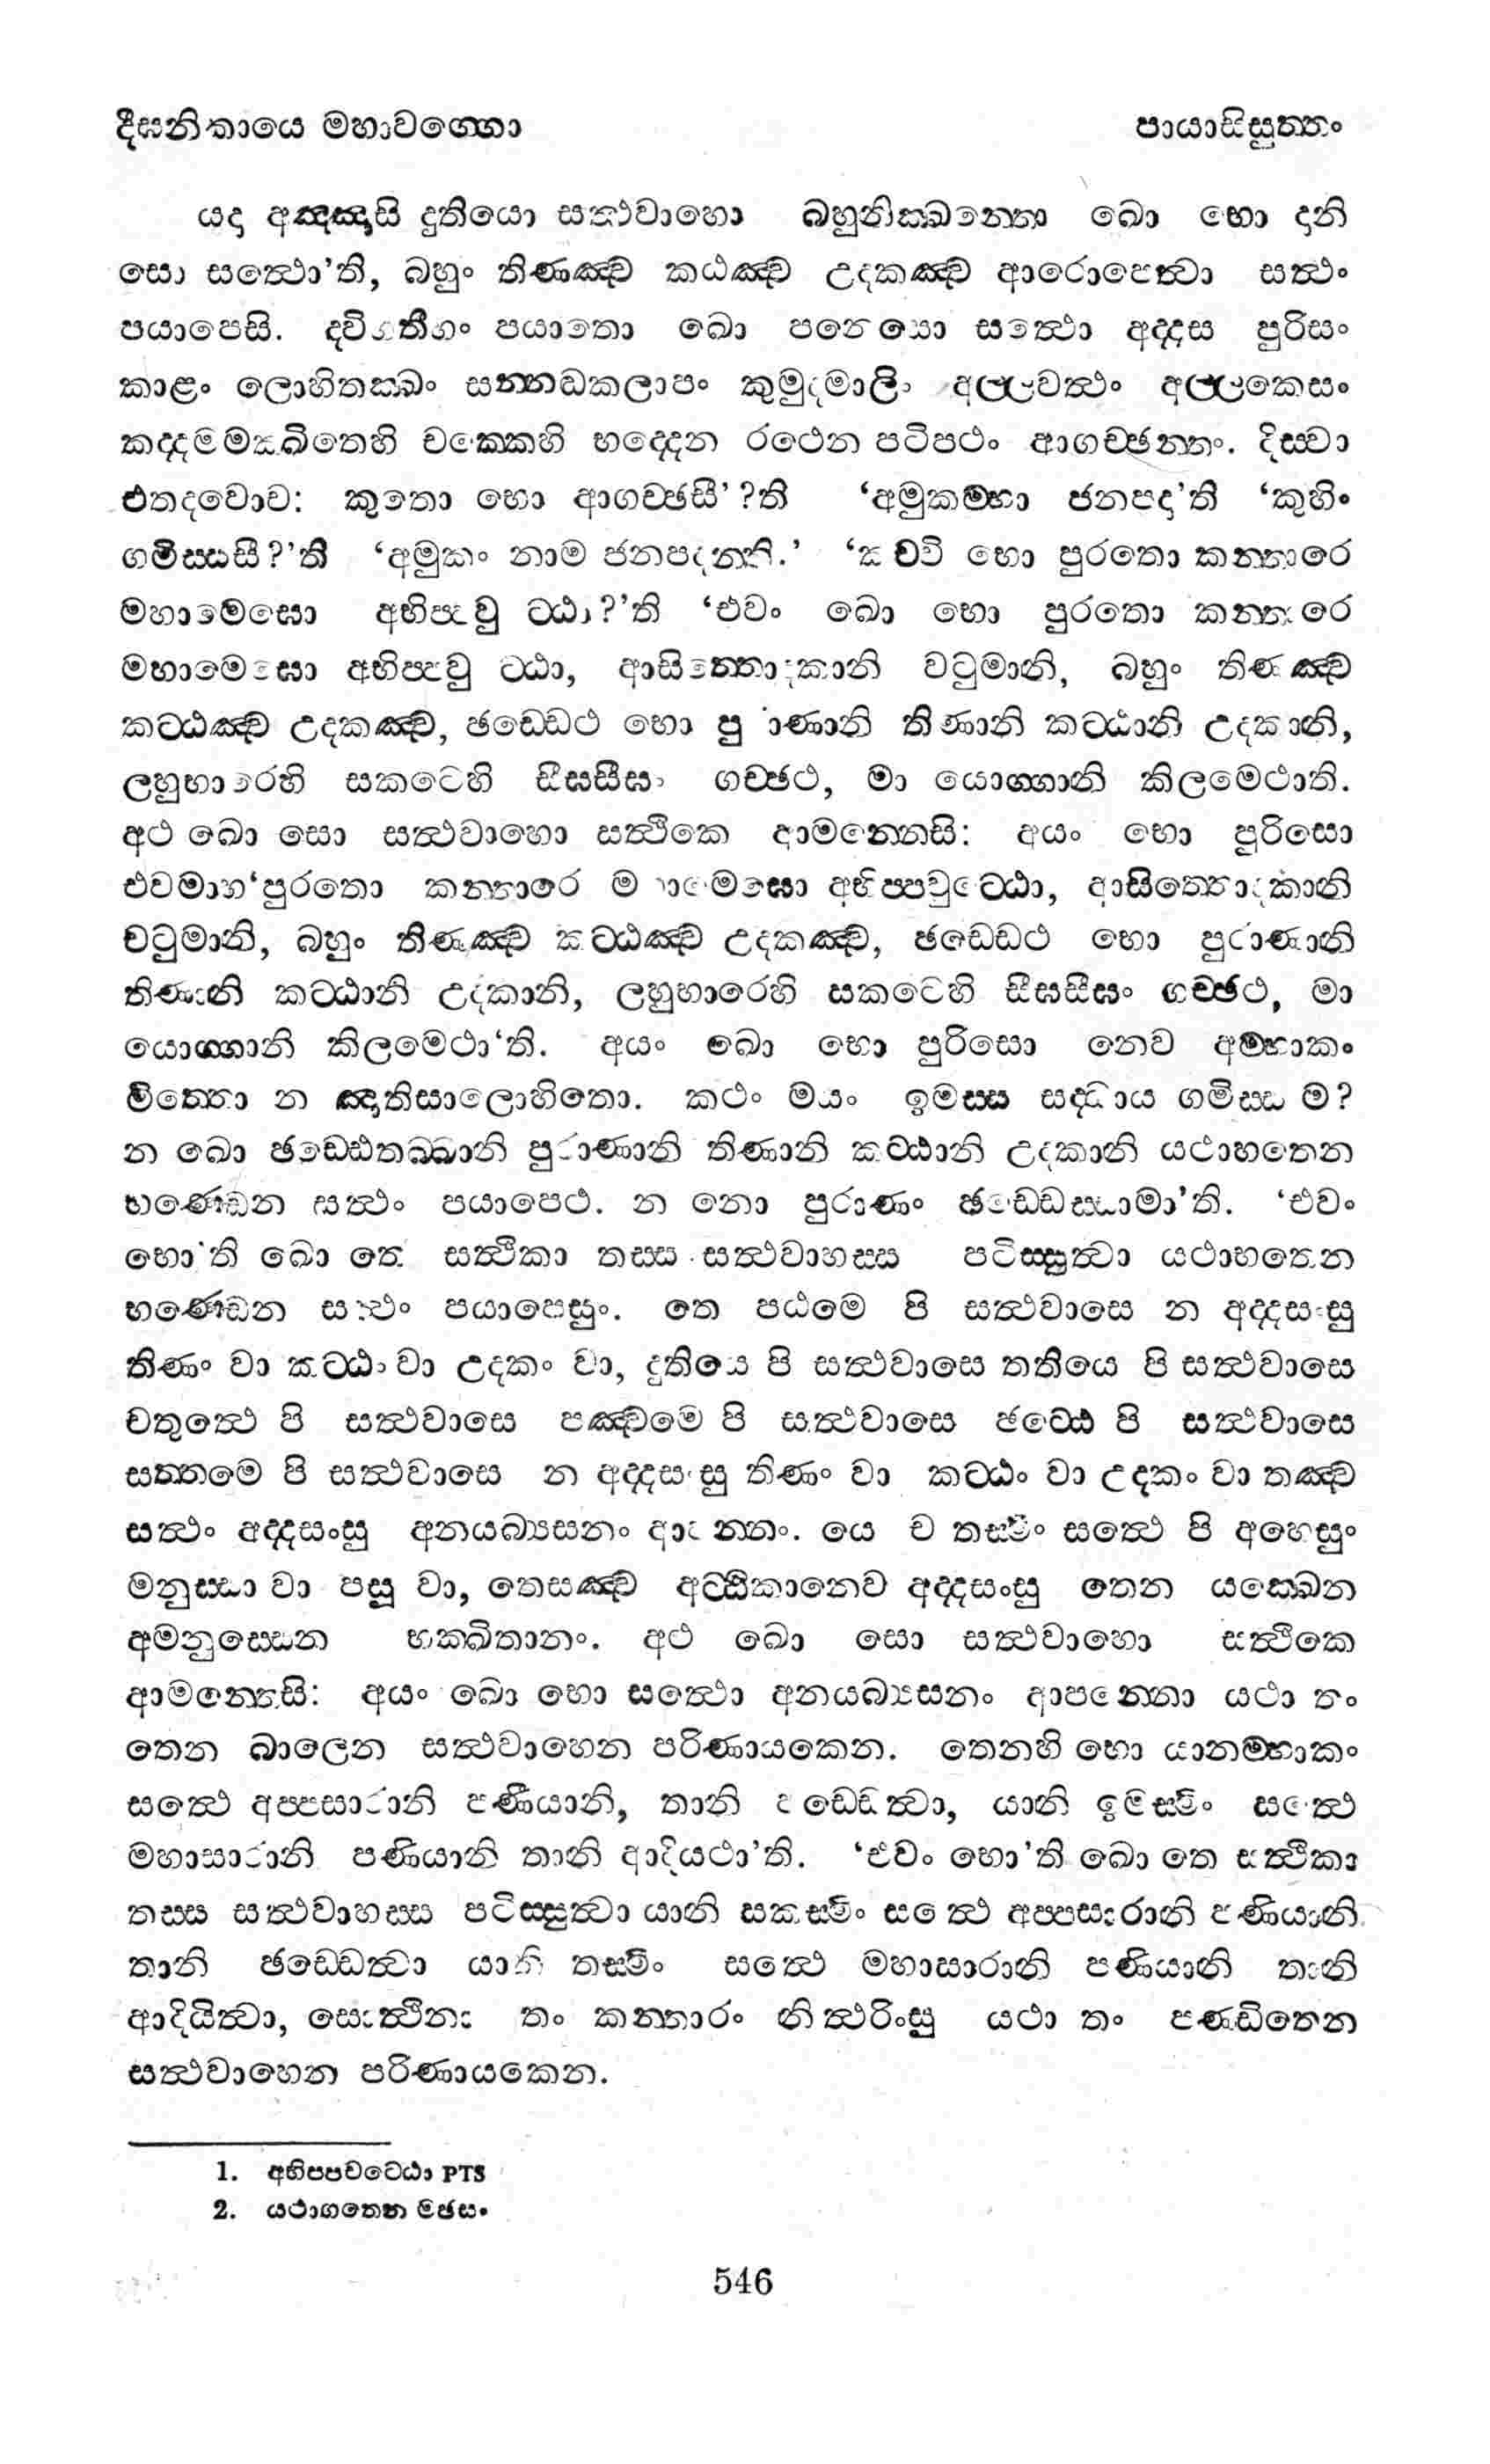 දීඝනිකායෙ මහාවග්ගො පායාසිසුත්තං
යදා අඤ්ඤාසි දුතියො සත්ථවාහො බහුනික්ඛන්තො ඛො භො දානි
සො සත්ථො'ති, බහුං තිණඤ්ච කඨඤ්ච උදකඤ්ච ආරොපෙත්වා සත්ථං
පයාපෙසි. ද්විහතීහං පයාතො ඛො පනෙසො සත්ථො අද්දස පුරිසං
කාළං ලොහිතක්ඛං සන්නද්ධකලාපං කුමුදමාලිං අල්ලවත්ථං අල්ලකෙසං
කද්දමමක්ඛිතෙහි චක්කෙහි භද්දෙන රථෙන පටිපථං ආගච්ඡන්තං. දිස්වා
එතදවොච: කුතො භො ආගච්ඡසී'?ති ‘අමුකම්හා ජනපදා'ති ‘කුහිං
ගමිස්සසී?'ති ‘අමුකං නාම ජනපදන්ති.' ‘කච්චි භො පුරතො කන්තාරෙ
මහාමෙඝො අභිප්පවුට්ඨො?'ති ‘එවං ඛො භො පුරතො කන්තාරෙ
මහාමෙඝො අභිප්පවුට්ඨො, ආසිත්තොදකානි වටුමානි, බහුං තිණඤ්ච
කට්ඨඤ්ච උදකඤ්ච, ඡඩ්ඩෙථ භො පුරාණානි තිණානි කට්ඨානි උදකානි,
ලහුභාරෙහි සකටෙහි සීඝසීඝං ගච්ඡථ, මා යොග්ගානි කිලමෙථාති.
අථ ඛො සො සත්ථවාහො සත්ථිකෙ ආමන්තෙසි: අයං භො පුරිසො
එවමාහ‘පුරතො කන්තාරෙ මහාමෙඝො අභිප්පවුට්ඨො, ආසිත්තොදකානි
වටුමානි, බහුං තිණඤ්ච කට්ඨඤ්ච උදකඤ්ච, ඡඩ්ඩෙථ භො පුරාණානි
තිණානි කට්ඨානි උදකානි, ලහුභාරෙහි සකටෙහි සීඝසීඝං ගච්ඡථ, මා
යොග්ගානි කිලමෙථා‘ති. අයං ඛො භො පුරිසො නෙව අම්හාකං
මිත්තො න ඤාතිසාලොහිතො. කථං මයං ඉමස්ස සද්ධාය ගමිස්සාම?
න ඛො ඡඩ්ඩෙතබ්බානි පුරාණානි තිණානි කට්ඨානි උදකානි යථාභතෙන
භණ්ඩෙන සත්ථං පයාපෙථ. න නො පුරාණං ඡඩ්ඩෙස්සාමා'ති. ‘එවං
භො'ති ඛො තෙ සත්ථිකා තස්ස සත්ථවාහස්ස පටිස්සුත්වා යථාභතෙන
භණ්ඩෙන සත්ථං පයාපෙසුං. තෙ පඨමෙ පි සත්ථවාසෙ න අද්දසංසු
තිණං වා කට්ඨං වා උදකං වා, දුතියෙ පි සත්ථවාසෙ තතියෙ පි සත්ථවාසෙ
චතුත්ථෙ පි සත්ථවාසෙ පඤ්චමෙ පි සත්ථවාසෙ ඡට්ඨෙ පි සත්ථවාසෙ
සත්තමෙ පි සත්ථවාසෙ න අද්දසංසු තිණං වා කට්ඨං වා උදකං වා තඤ්ච
සත්ථං අද්දසංසු අනයබ්‍යසනං ආපන්නං. යෙ ච තස්මිං සත්ථෙ පි අහෙසුං
මනුස්සා වා පසූ වා, තෙසඤ්ච අට්ඨිකානෙව අද්දසංසු තෙන යක්ඛෙන
අමනුස්සෙන භක්ඛිතානං. අථ ඛො සො සත්ථවාහො සත්ථිකෙ
ආමන්තෙසි: අයං ඛො භො සත්ථො අනයබ්‍යසනං ආපන්නො යථා තං
තෙන බාලෙන සත්ථවාහෙන පරිණායකෙන. තෙනහි භො යානම්හාකං
සත්ථෙ අප්පසාරානි පණීයානි, තානි ඡඩ්ඩෙත්වා, යානි ඉමස්මිං සත්ථෙ
මහාසාරානි පණියානි තානි ආදියථා'ති. ‘එවං භො'ති ඛො තෙ සත්ථිකා
තස්ස සත්ථවාහස්ස පටිස්සුත්වා යානි සකස්මිං සත්ථෙ අප්පසාරානි පණියානි
තානි ඡඩ්ඩෙත්වා යානි තස්මිං සත්ථෙ මහාසාරානි පණියානි තානි
ආදියිත්වා, සොත්ථිනා තං කන්තාරං නිත්ථරිංසු යථා තං පණ්ඩිතෙන
සත්ථවාහෙන පරිණායකෙන.
1. අභිප්පවට්ඨො PTS
2. යථාගතෙන මඡසං
546